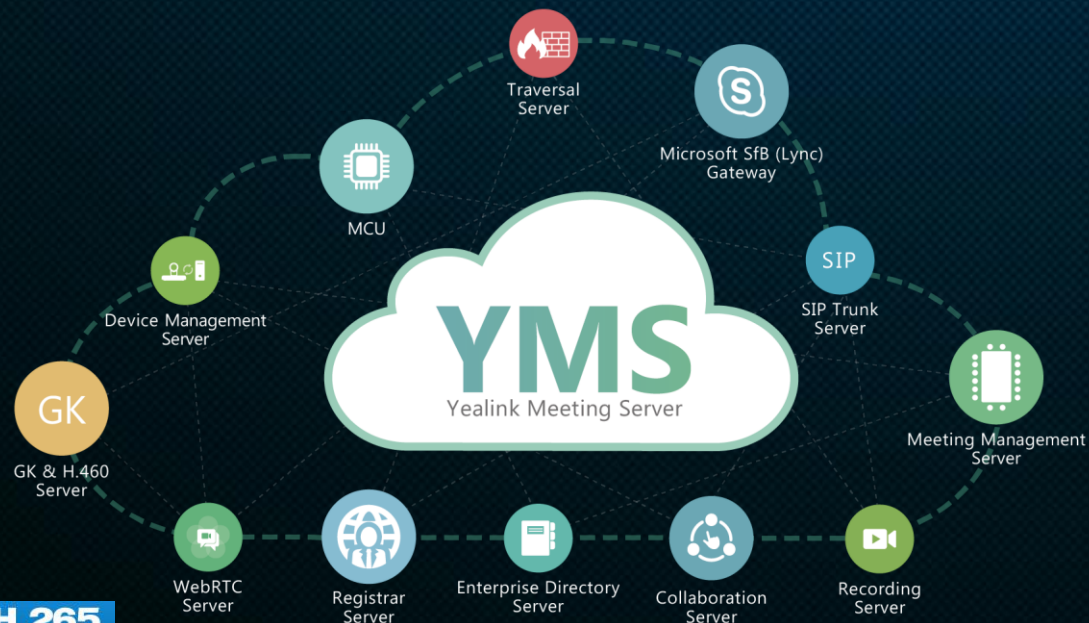 Traversal
Server
S
Microsoft SfB (Lync)
Gateway
MCU
SIP
SIP Trunk
Server
Device Management
Server
YMS
Yealink Meeting Server
GK
GK & H.460
Server
Meeting Management
Server
WebRTC
Server
Registrar
Server
Enterprise Directory
Server
Collaboration
Server
Recording
Server
H.265